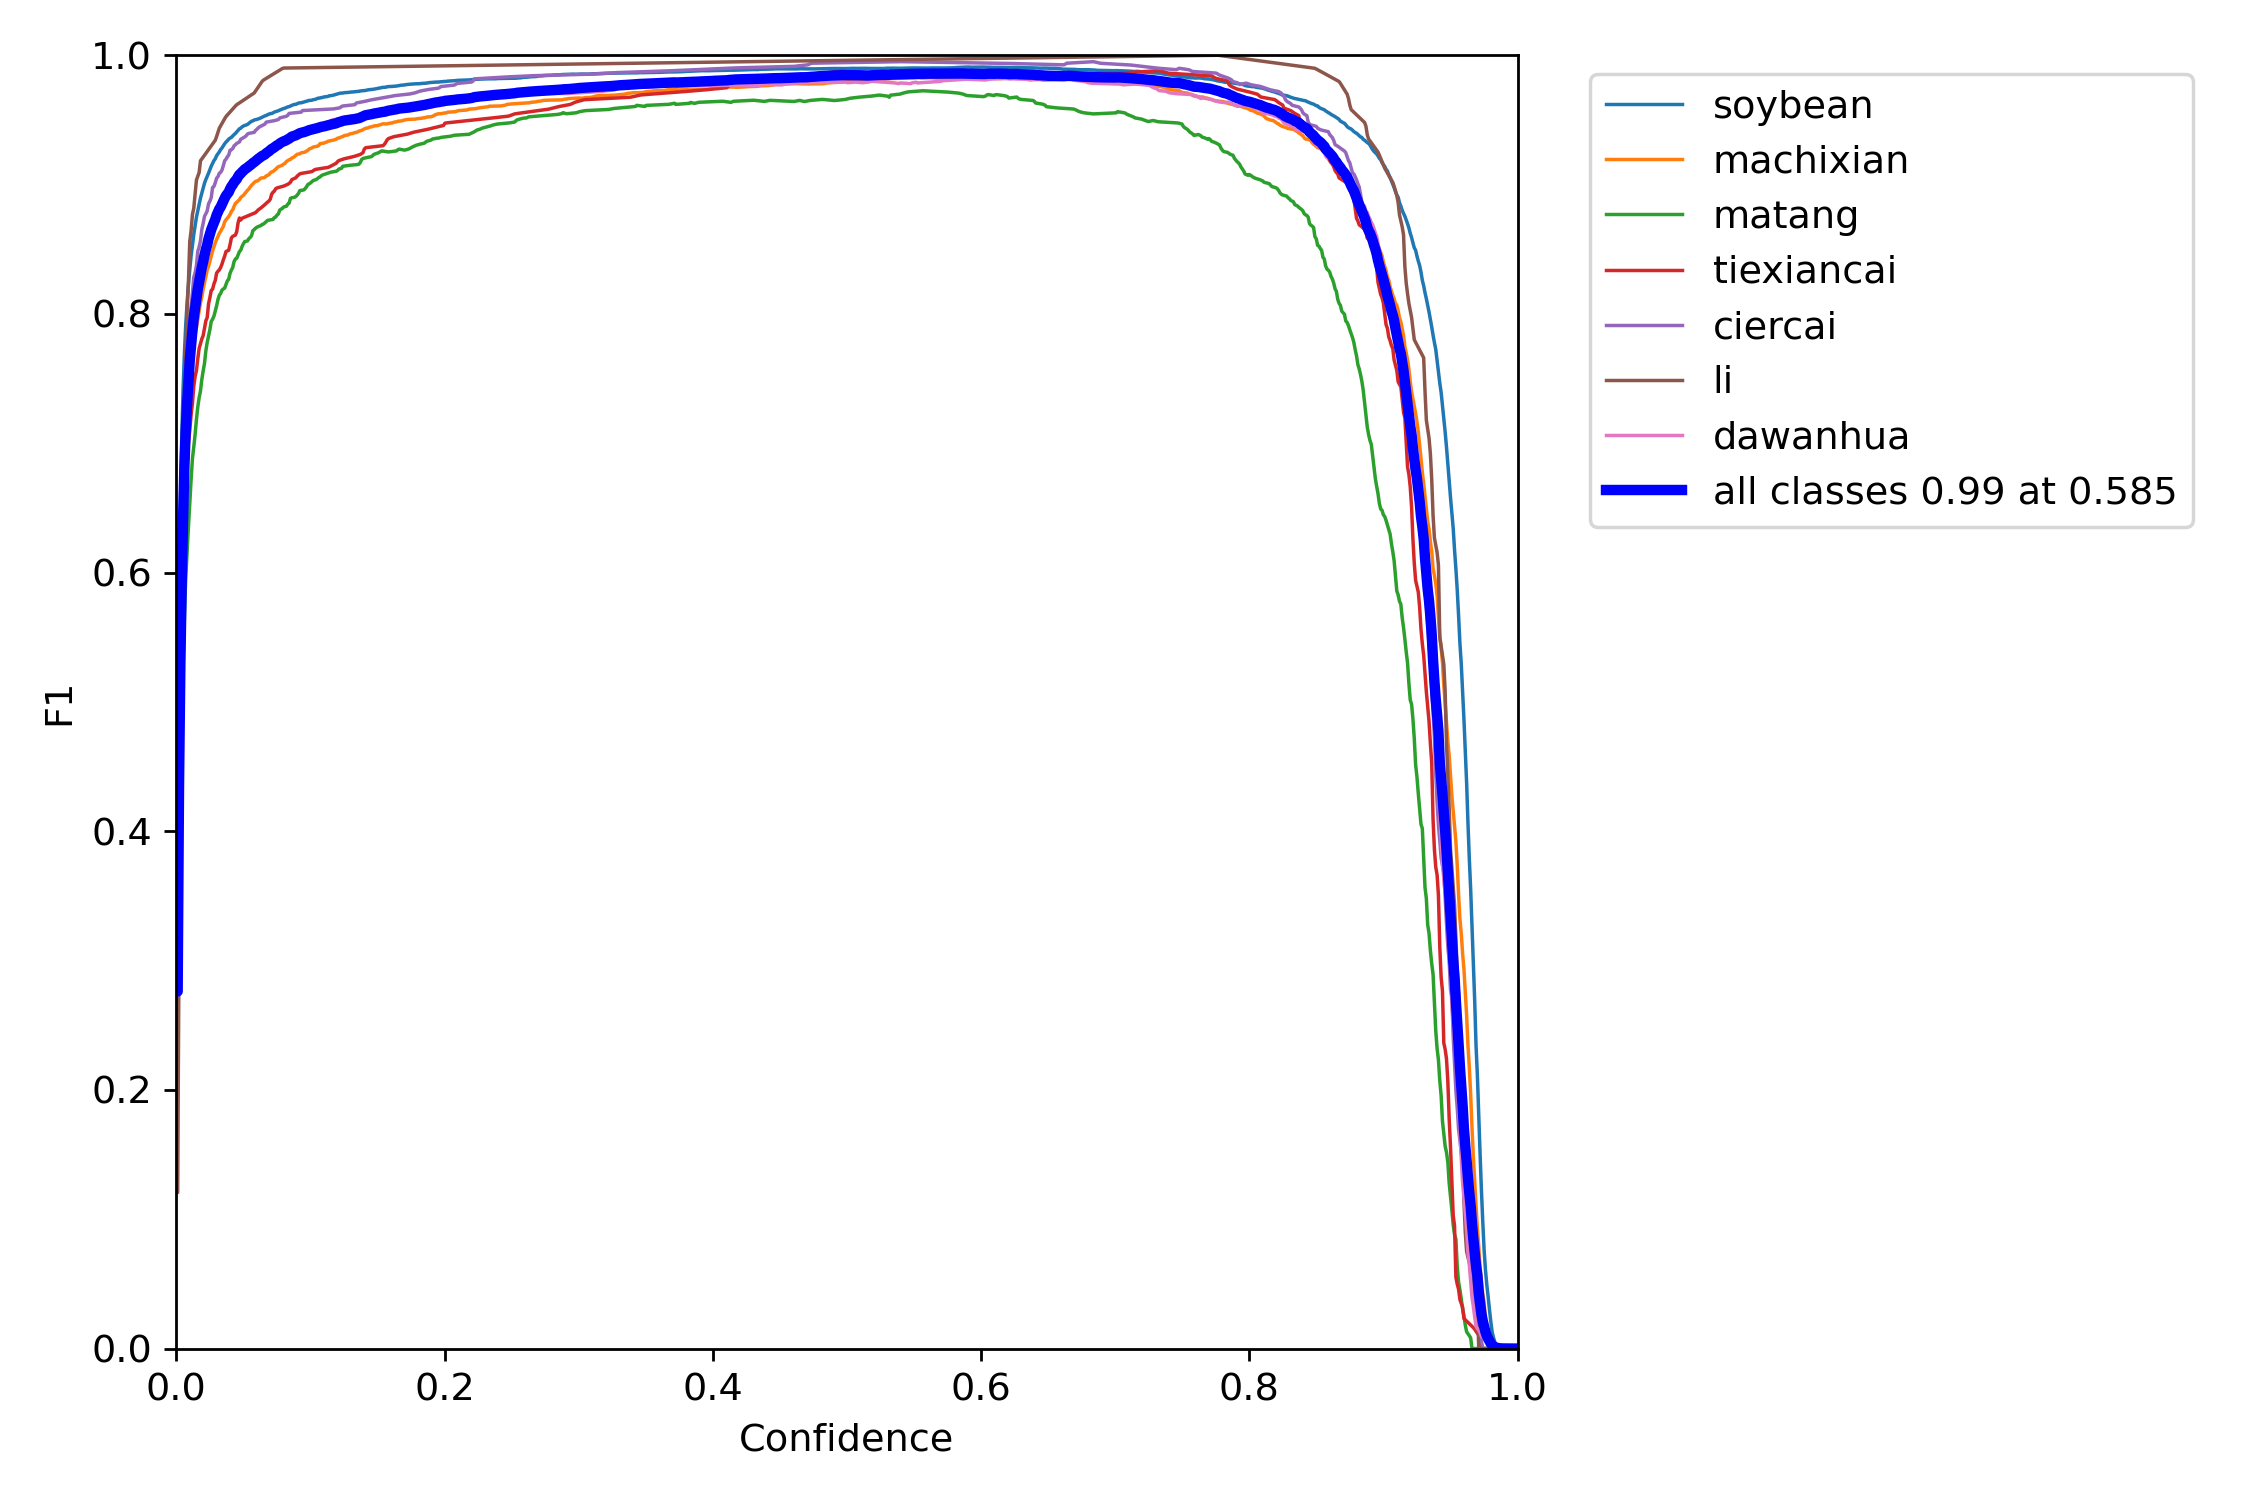 1.0
0.8
0.6
0.4
0.2
0.0
F1
0.0 0.2 0.4 0.6 0.8 1.0
Confidence
soybean
machixian
matang
tiexiancai
ciercai
li
dawanhua
all classes 0.99 at 0.585